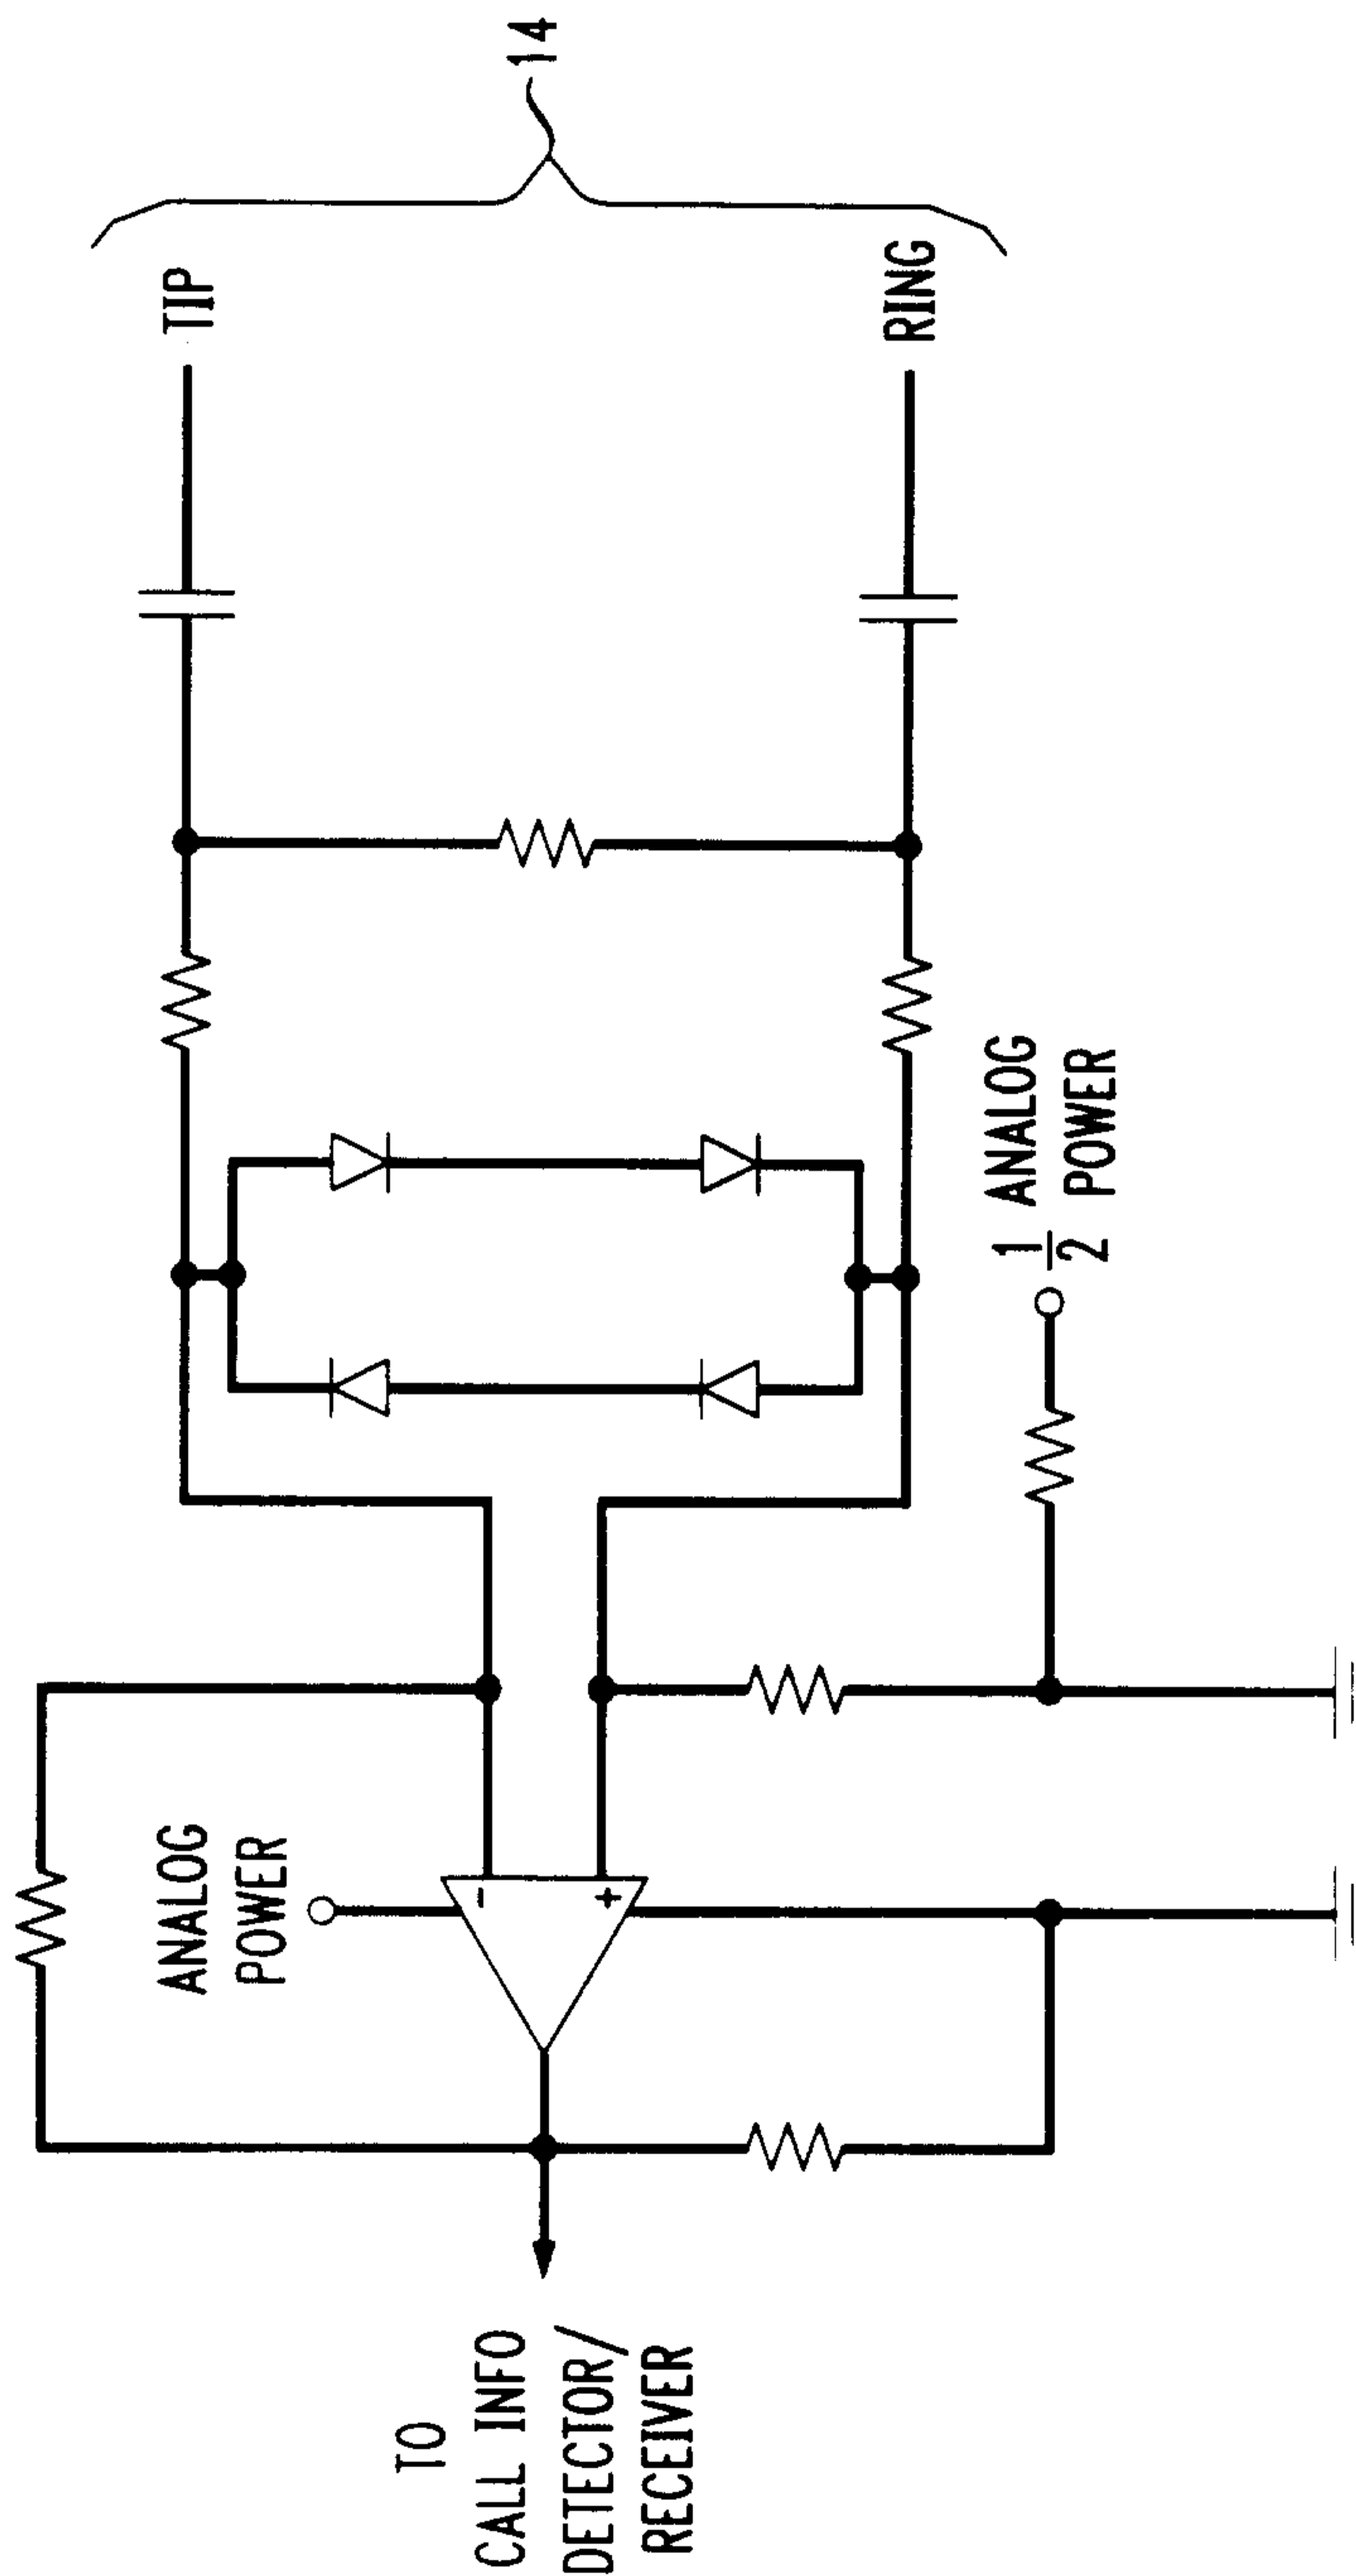 14
TIP
RING
1/2 ANALOG
POWER
ANALOG
POWER
-
+
TO
CALL INFO
DETECTOR/
RECEIVER